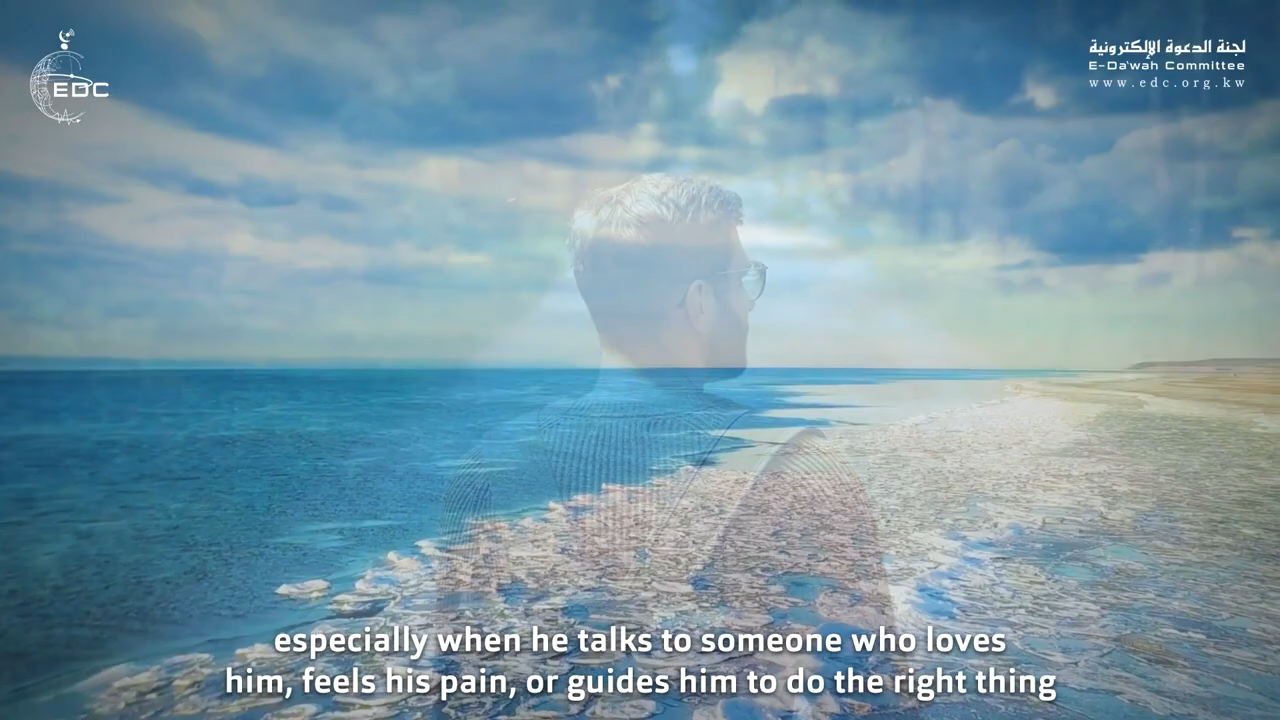 EDC
لجنة الدعوة الإلكترونية
E-Da'wah Committee
www.edc.org.kw
especially when he talks to someone who loves
him, feels his pain, or guides him to do the right thing